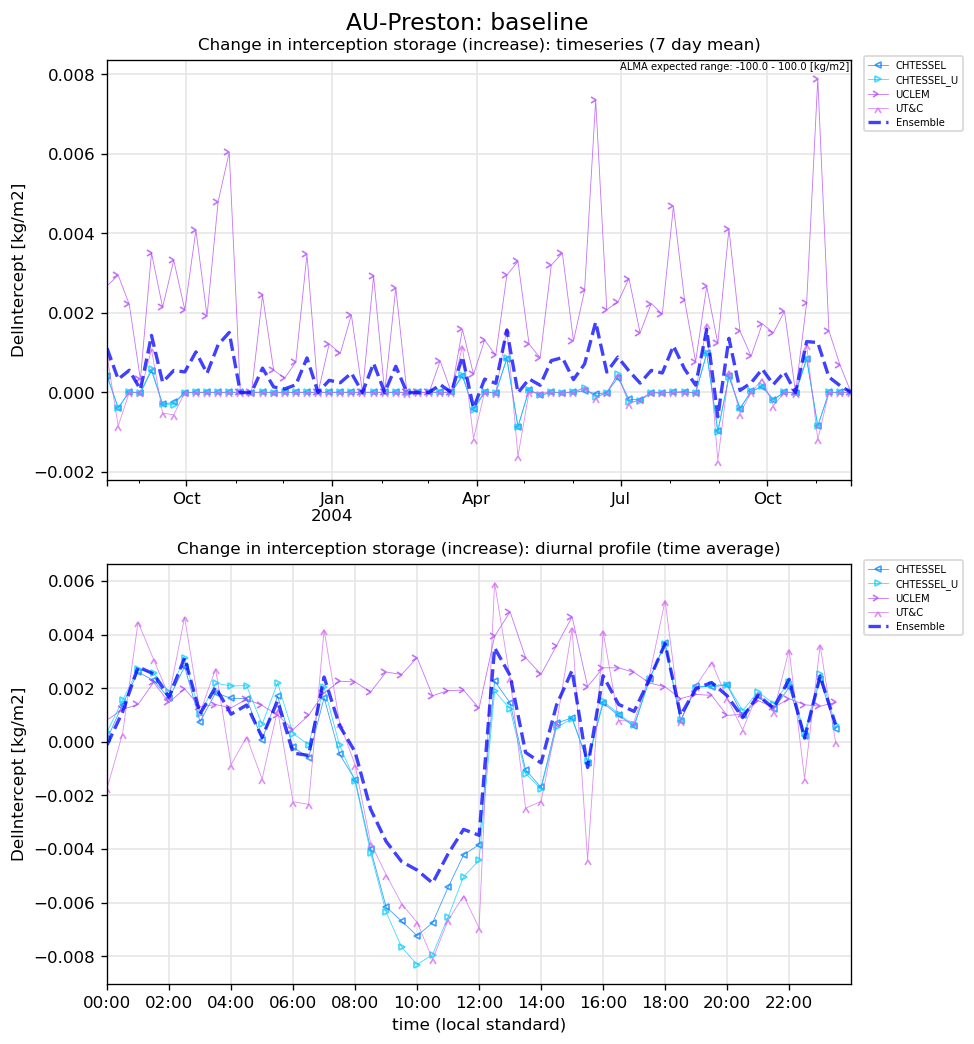 AU-Preston: baseline
Change in interception storage (increase): timeseries (7 day mean)
ALMA expected range: -100.0 - 100.0 [kg/m2]
CHTESSEL
CHTESSEL_U
UCLEM
UT&C
Ensemble
DelIntercept [kg/m2]
0.008
0.006
0.004
0.002
0.000
−0.002
Oct
Jan
2004
Apr
Jul
Oct
Change in interception storage (increase): diurnal profile (time average)
CHTESSEL
CHTESSEL_U
UCLEM
UT&C
Ensemble
DelIntercept [kg/m2]
0.006
0.004
0.002
0.000
−0.002
−0.004
−0.006
−0.008
00:00 02:00 04:00 06:00 08:00 10:00 12:00 14:00 16:00 18:00 20:00 22:00
time (local standard)